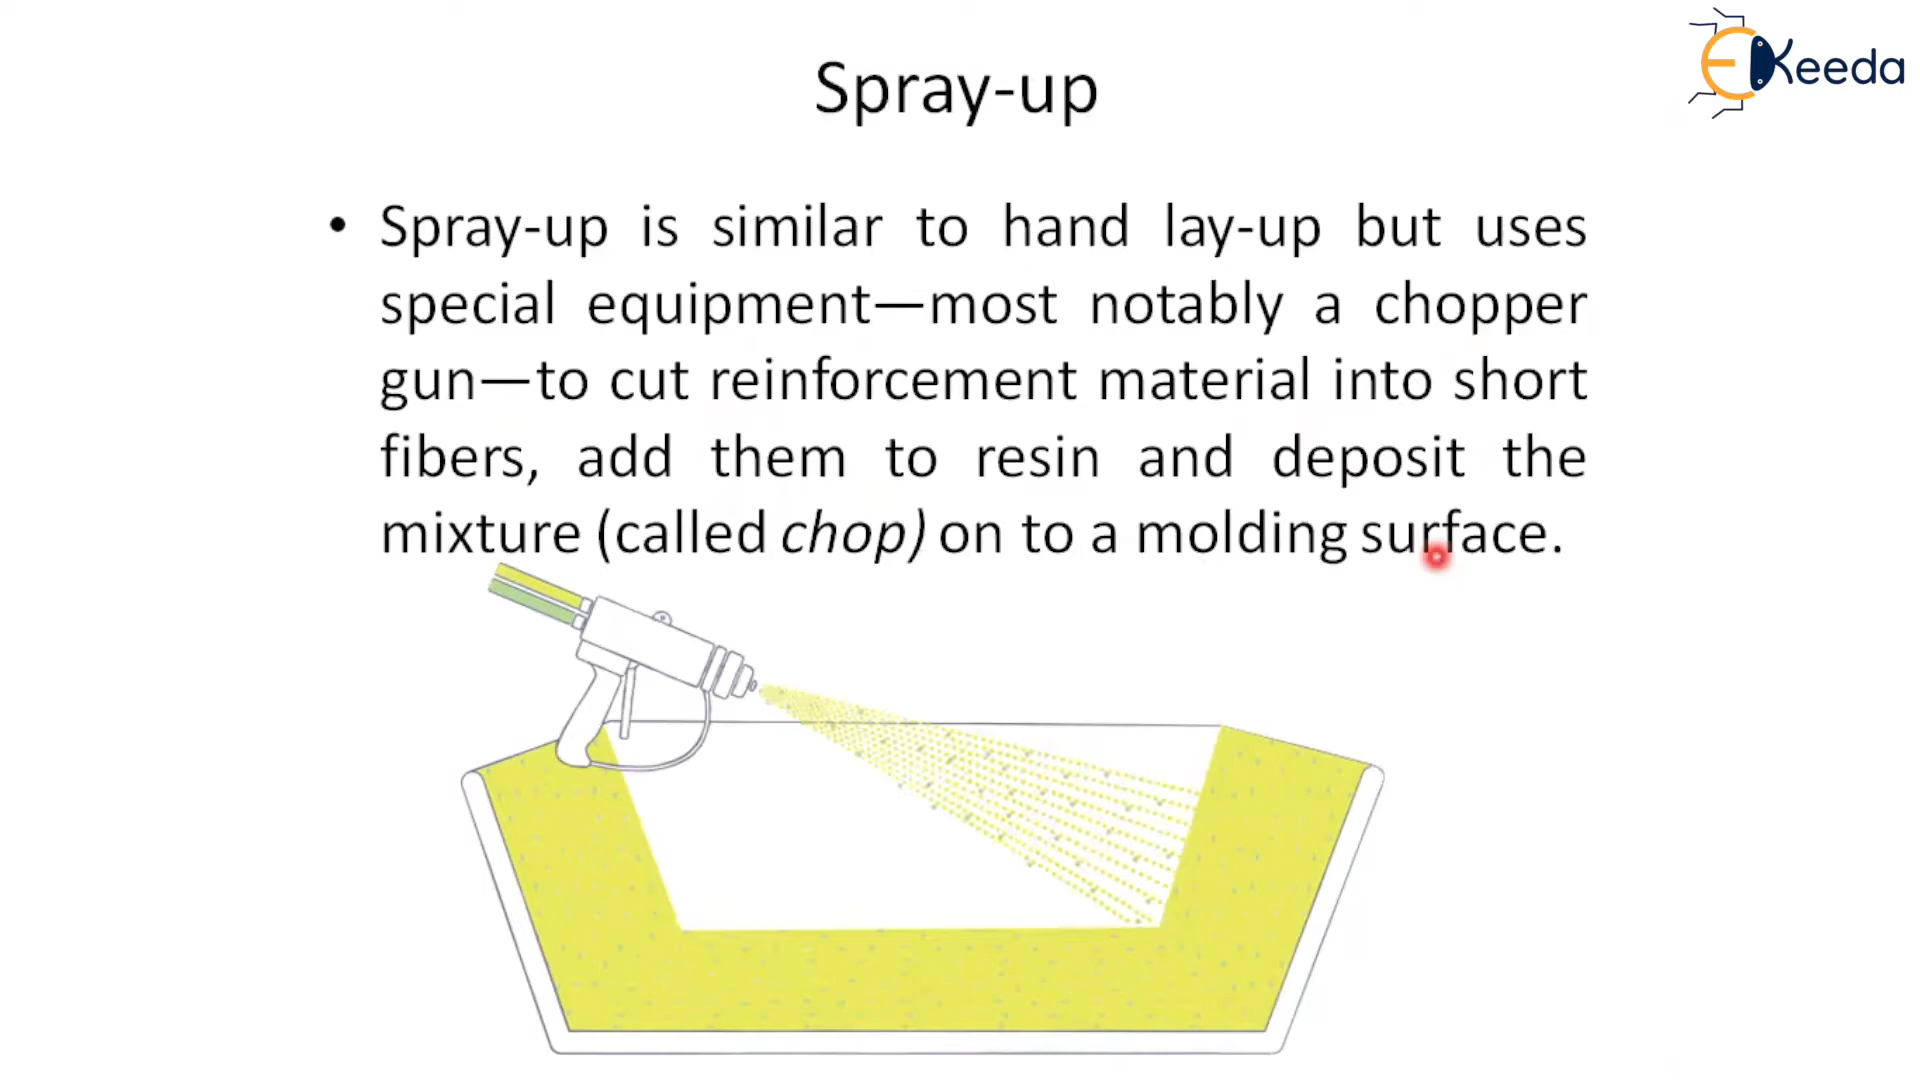 EKeeda
Spray-up
• Spray-up is similar to hand lay-up but uses
special equipment—most notably a chopper
gun—to cut reinforcement material into short
fibers, add them to resin and deposit the
mixture (called chop) on to a molding surface.